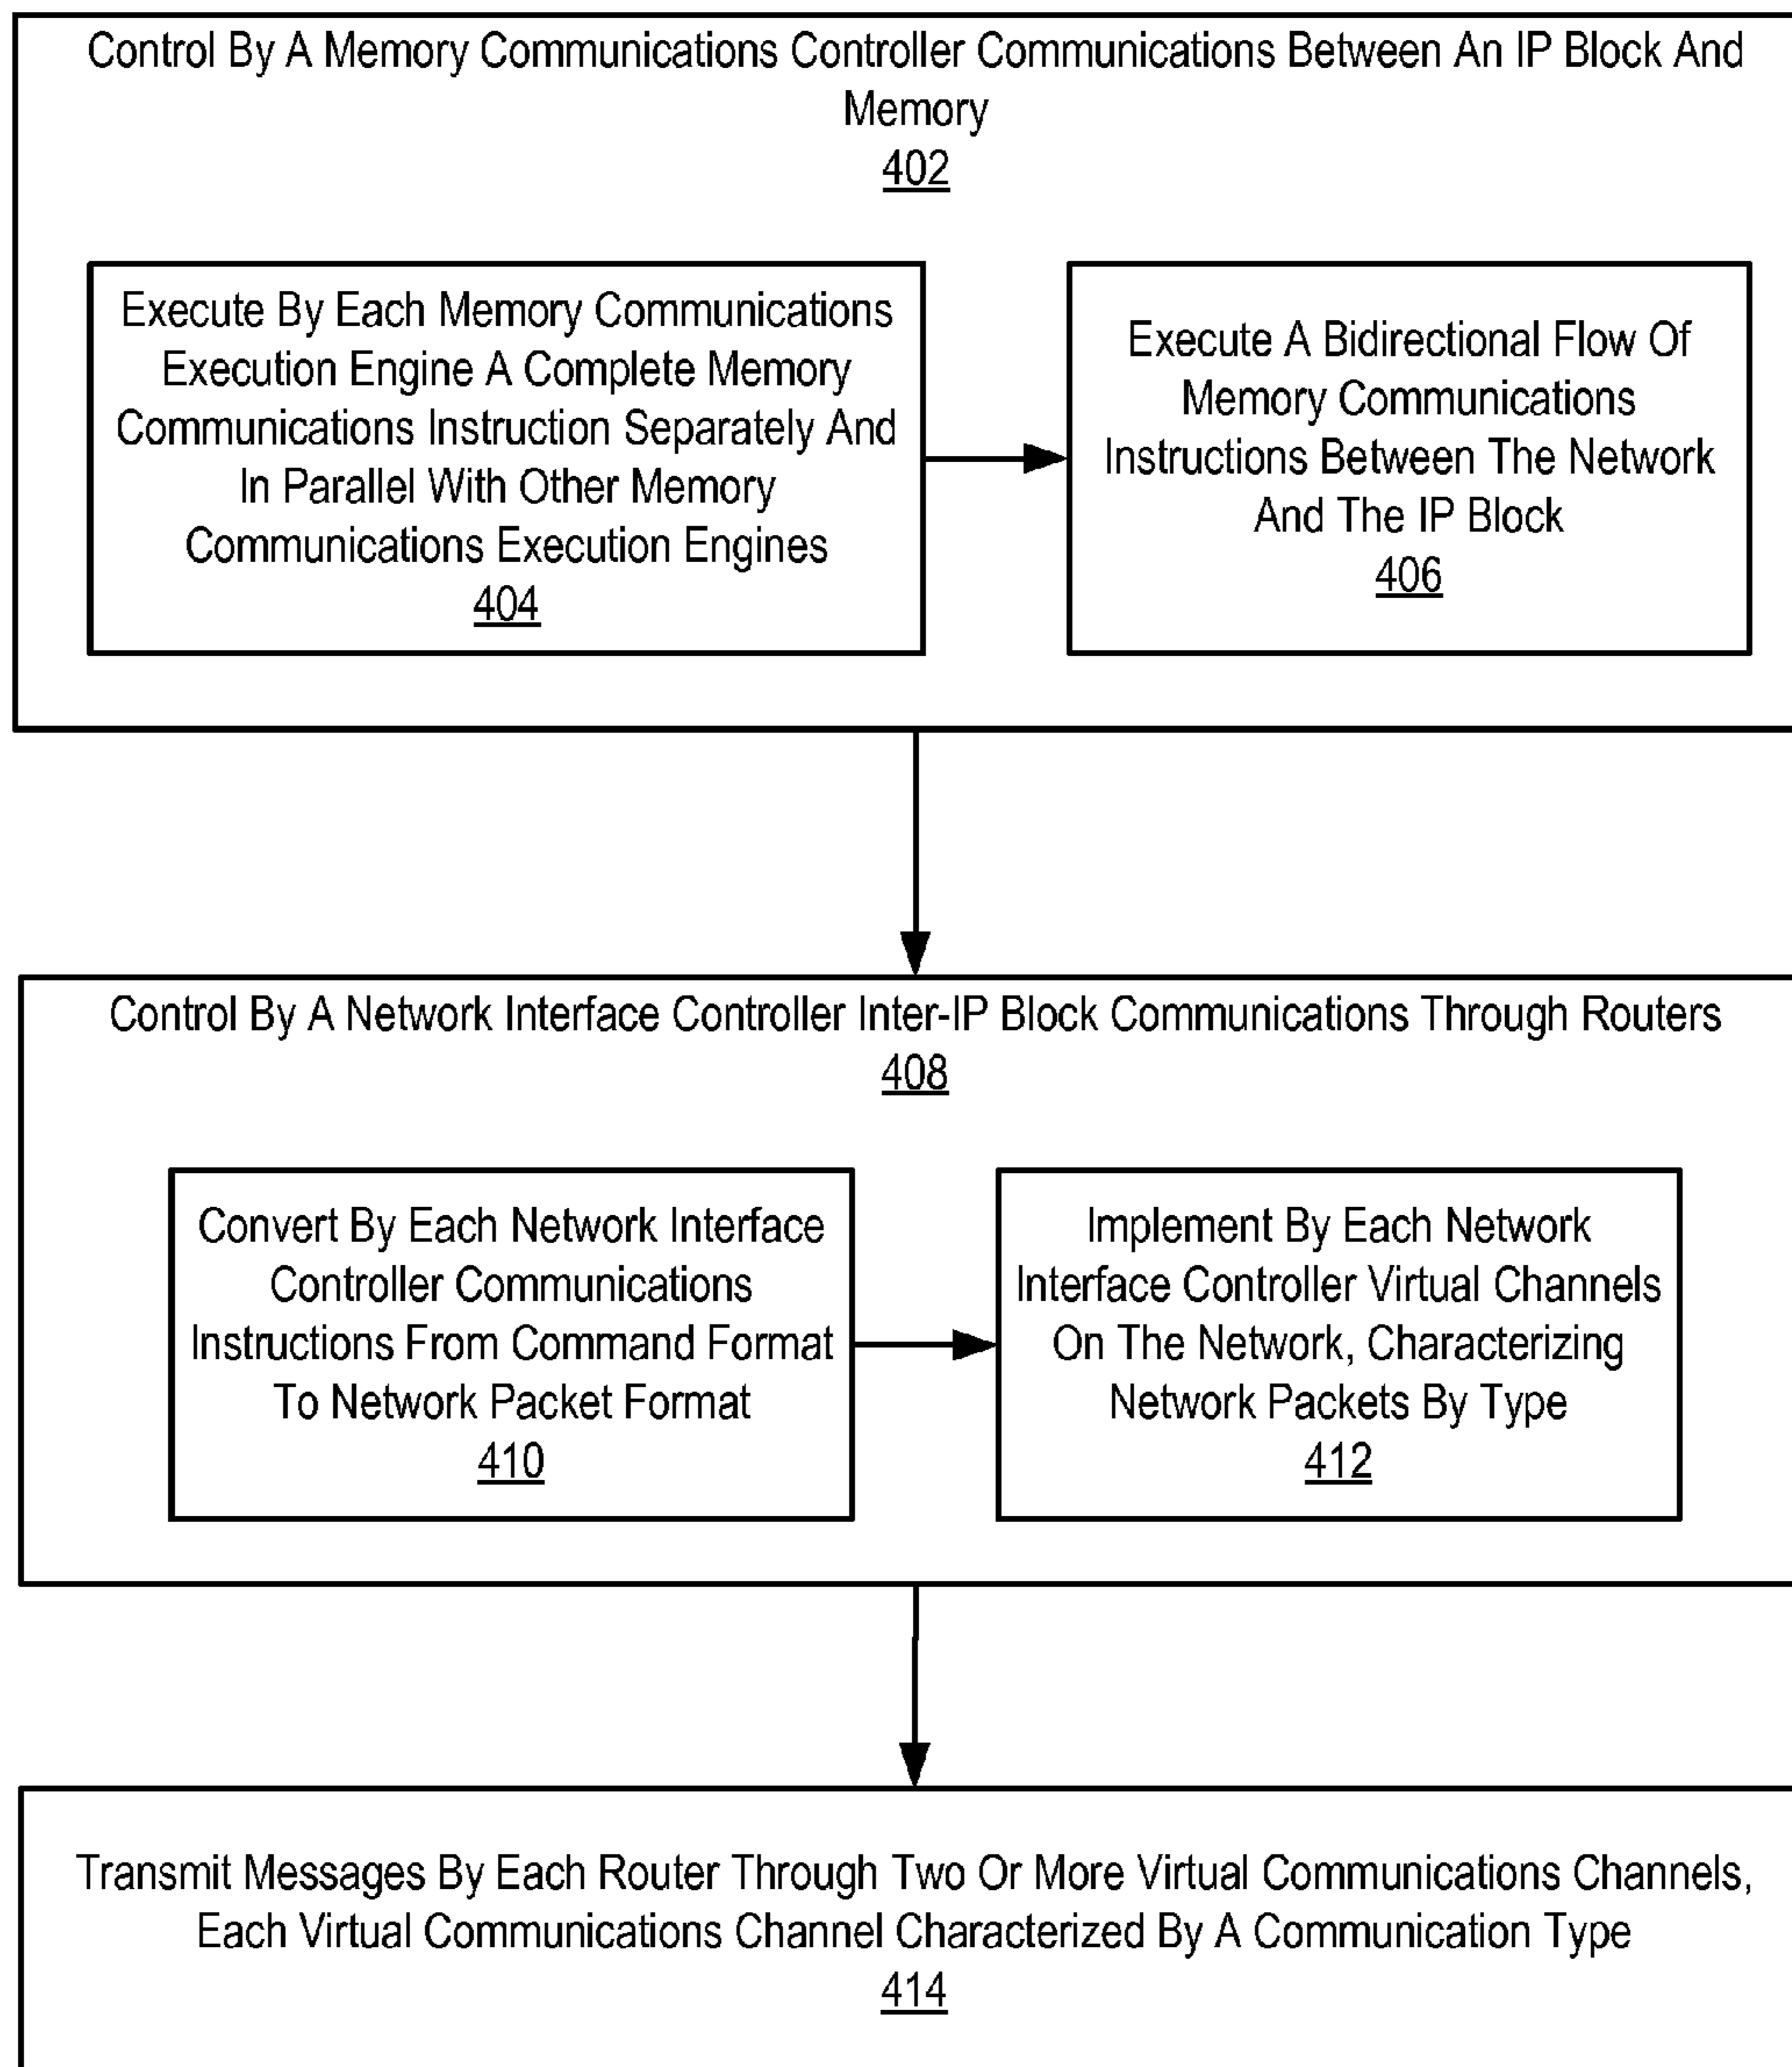 Control By A Memory Communications Controller Communications Between An IP Block And
Memory
402
Execute By Each Memory Communications
Execution Engine A Complete Memory
Communications Instruction Separately And
In Parallel With Other Memory
Communications Execution Engines
404
Execute A Bidirectional Flow Of
Memory Communications
Instructions Between The Network
And The IP Block
406
Control By A Network Interface Controller Inter-IP Block Communications Through Routers
408
Convert By Each Network Interface
Controller Communications
Instructions From Command Format
To Network Packet Format
410
Implement By Each Network
Interface Controller Virtual Channels
On The Network, Characterizing
Network Packets By Type
412
Transmit Messages By Each Router Through Two Or More Virtual Communications Channels,
Each Virtual Communications Channel Characterized By A Communication Type
414